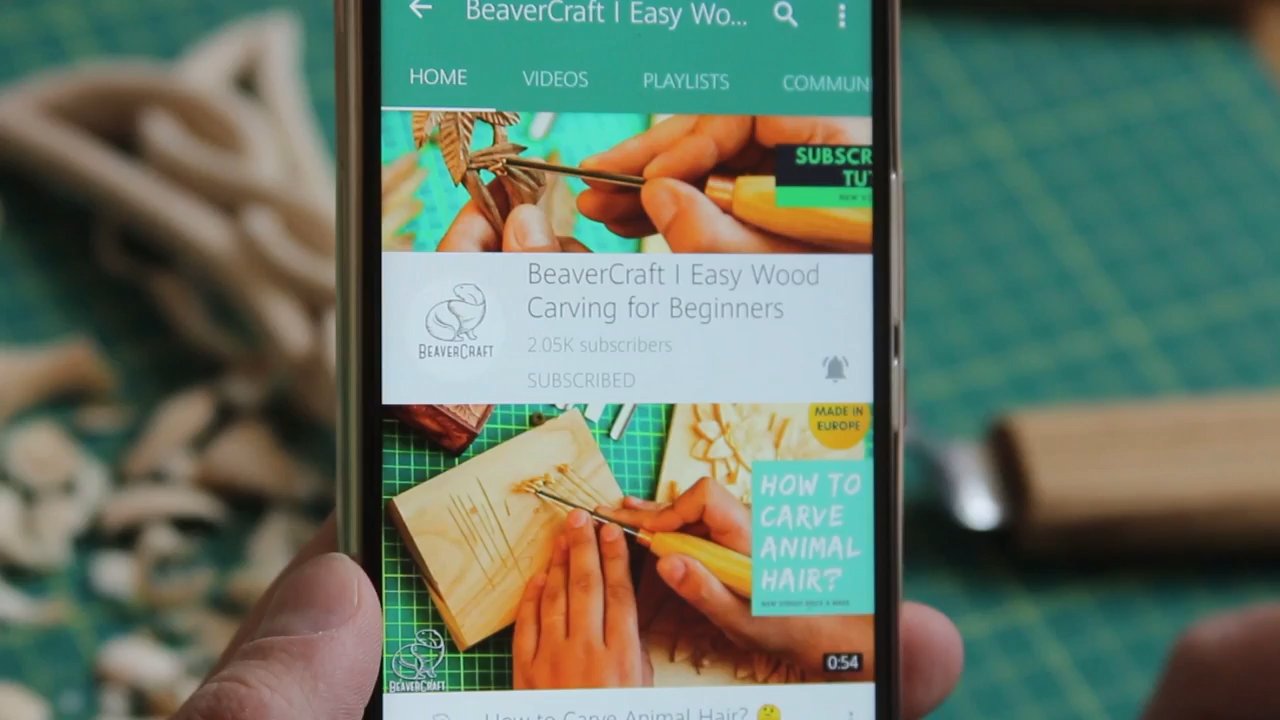 BeaverCraft I Easy Wo...
HOME VIDEOS PLAYLISTS COMMUN
SUBSCR
TU
BeaverCraft I Easy Wood
Carving for Beginners
BEAVERCRAFT
2.05K subscribers
SUBSCRIBED
MADE IN
EUROPE
HOW TO
CARVE
ANIMAL
HAIR?
0:54
BEAVERCRAFT
How to Carve Animal Hair? 🤔